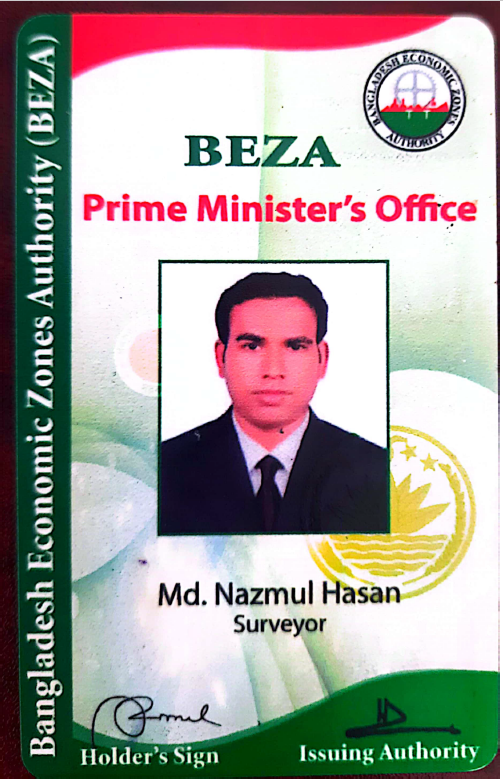 Bangladesh Economic Zones Authority (BEZA)
BANGLADESH ECONOMIC ZONES
AUTHORITY
BEZA
Prime Minister's Office
Md. Nazmul Hasan
Surveyor
Holder's Sign
Issuing Authority